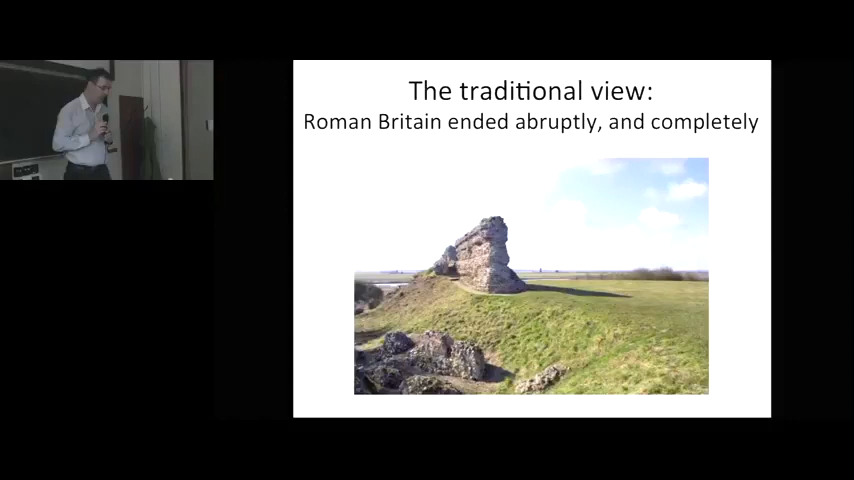 The traditional view:
Roman Britain ended abruptly, and completely